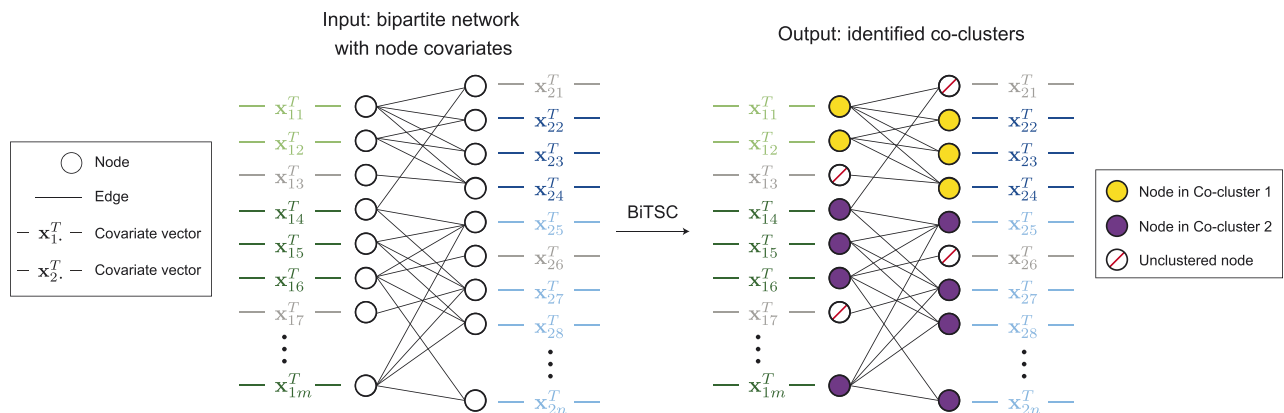 Input: bipartite network
with node covariates
Output: identified co-clusters
Node
Edge
x_{1·}^T Covariate vector
x_{2·}^T Covariate vector
x_{11}^T
x_{12}^T
x_{13}^T
x_{14}^T
x_{15}^T
x_{16}^T
x_{17}^T
x_{1m}^T
x_{21}^T
x_{22}^T
x_{23}^T
x_{24}^T
x_{25}^T
x_{26}^T
x_{27}^T
x_{28}^T
x_{2n}^T
BiTSC
x_{11}^T
x_{12}^T
x_{13}^T
x_{14}^T
x_{15}^T
x_{16}^T
x_{17}^T
x_{1m}^T
x_{21}^T
x_{22}^T
x_{23}^T
x_{24}^T
x_{25}^T
x_{26}^T
x_{27}^T
x_{28}^T
x_{2n}^T
Node in Co-cluster 1
Node in Co-cluster 2
Unclustered node